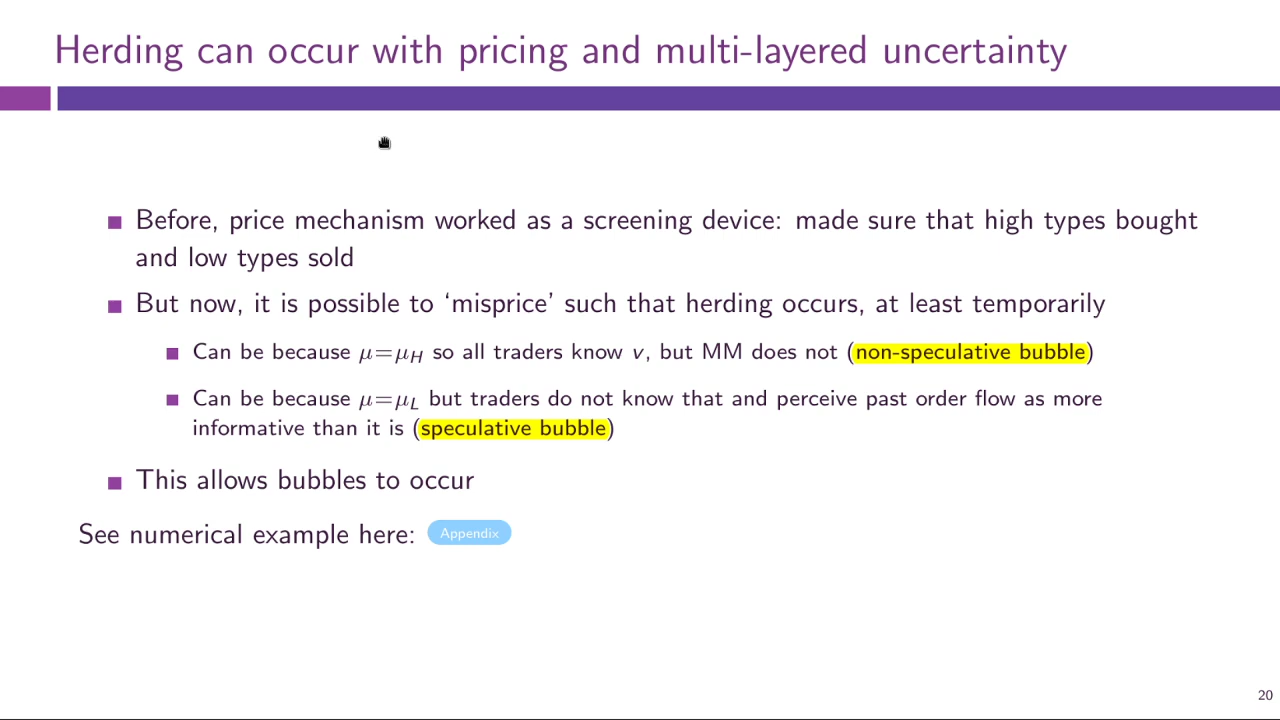 Herding can occur with pricing and multi-layered uncertainty
Before, price mechanism worked as a screening device: made sure that high types bought
and low types sold
But now, it is possible to ‘misprice’ such that herding occurs, at least temporarily
Can be because μ=μ_H so all traders know v, but MM does not (non-speculative bubble)
Can be because μ=μ_L but traders do not know that and perceive past order flow as more
informative than it is (speculative bubble)
This allows bubbles to occur
See numerical example here: Appendix
20